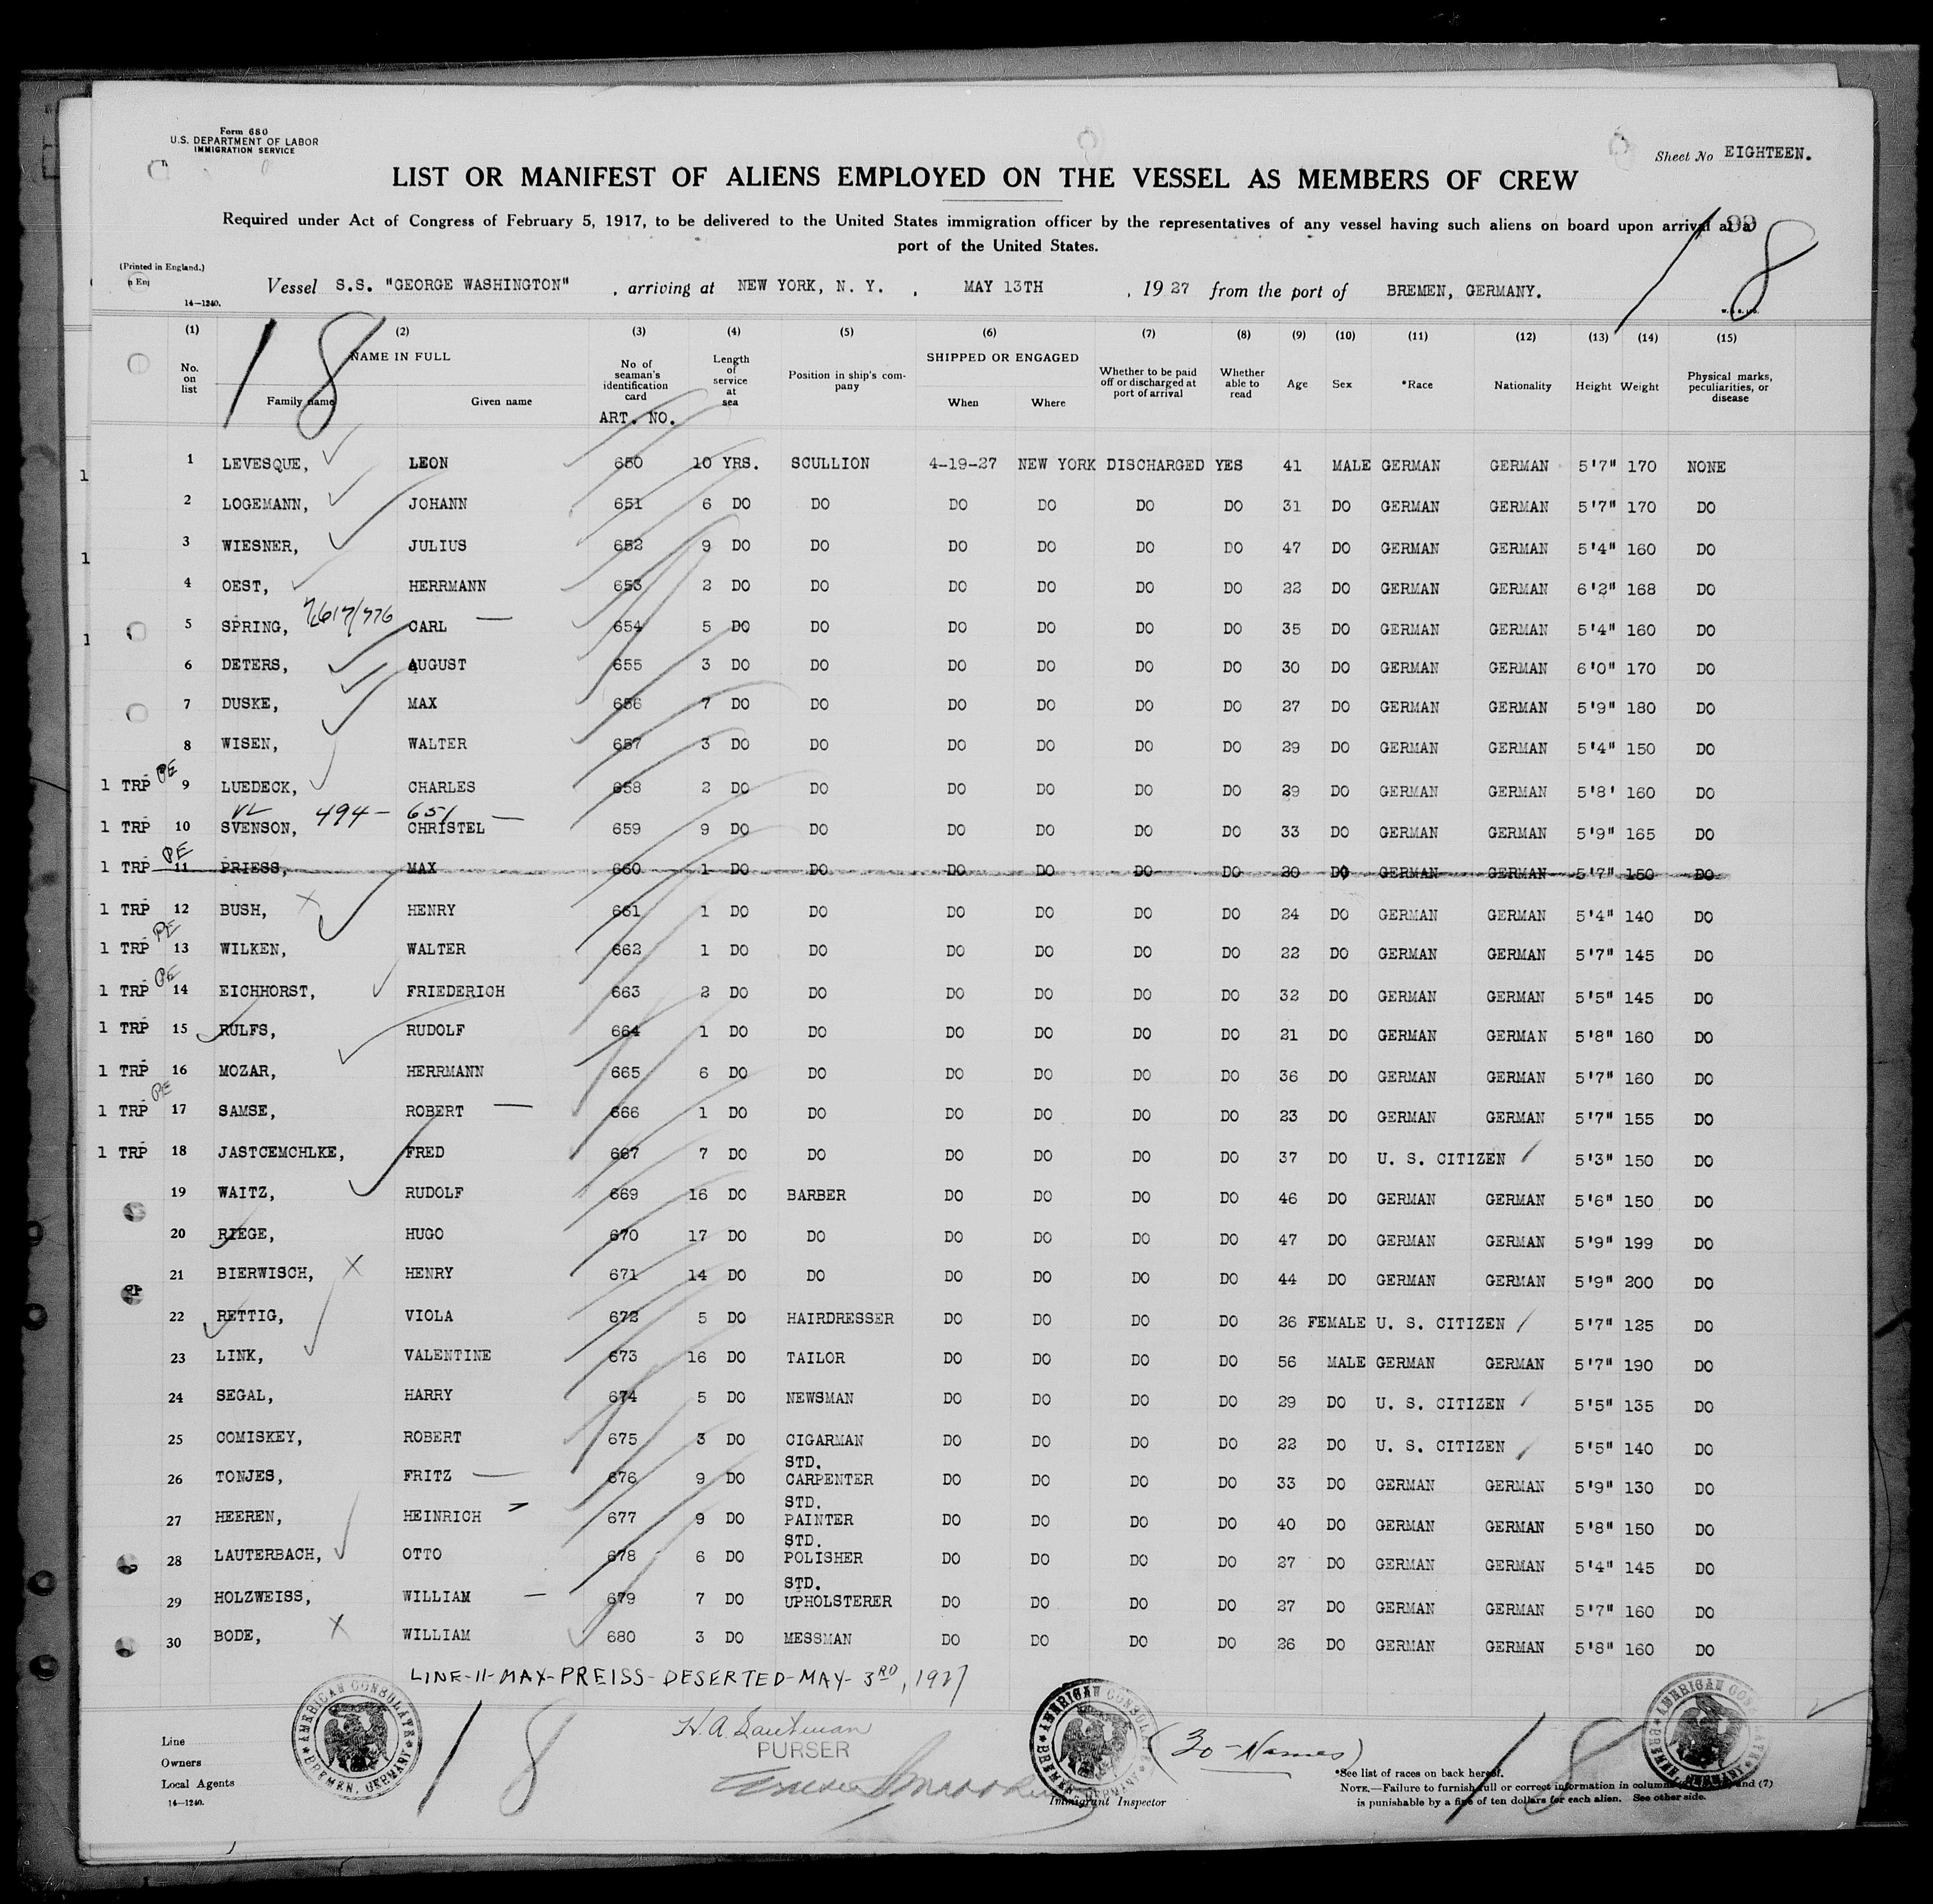 Form 680
U.S. DEPARTMENT OF LABOR
IMMIGRATION SERVICE
Sheet No EIGHTEEN.
LIST OR MANIFEST OF ALIENS EMPLOYED ON THE VESSEL AS MEMBERS OF CREW
Required under Act of Congress of February 5, 1917, to be delivered to the United States immigration officer by the representatives of any vessel having such aliens on board upon arrival at a
port of the United States.
99
18
(Printed in England.)
14—1240.
Vessel S.S. "GEORGE WASHINGTON" , arriving at NEW YORK, N. Y. , MAY 13TH , 1927 from the port of BREMEN, GERMANY.
18
(1) (2) (3) (4) (5) (6) (7) (8) (9) (10) (11) (12) (13) (14) (15)
No. on list NAME IN FULL Family name Given name No. of seaman's identification card ART. NO. Length of service at sea Position in ship's company SHIPPED OR ENGAGED When Where Whether to be paid off or discharged at port of arrival Whether able to read Age Sex *Race Nationality Height Weight Physical marks, peculiarities, or disease
1 LEVESQUE, LEON 650 10 YRS. SCULLION 4-19-27 NEW YORK DISCHARGED YES 41 MALE GERMAN GERMAN 5'7" 170 NONE
2 LOGEMANN, JOHANN 651 6 DO DO DO DO DO DO 31 DO GERMAN GERMAN 5'7" 170 DO
3 WIESNER, JULIUS 652 9 DO DO DO DO DO DO 47 DO GERMAN GERMAN 5'4" 160 DO
4 OEST, HERRMANN 653 2 DO DO DO DO DO DO 22 DO GERMAN GERMAN 6'2" 168 DO
5 SPRING, CARL 654 5 DO DO DO DO DO DO 35 DO GERMAN GERMAN 5'4" 160 DO
6 DETERS, AUGUST 655 3 DO DO DO DO DO DO 30 DO GERMAN GERMAN 6'0" 170 DO
7 DUSKE, MAX 656 7 DO DO DO DO DO DO 27 DO GERMAN GERMAN 5'9" 180 DO
8 WISEN, WALTER 657 3 DO DO DO DO DO DO 29 DO GERMAN GERMAN 5'4" 150 DO
1 TRP PE 9 LUEDECK, CHARLES 658 2 DO DO DO DO DO DO 29 DO GERMAN GERMAN 5'8' 160 DO
494- 651
1 TRP 10 SVENSON, CHRISTEL 659 9 DO DO DO DO DO DO 33 DO GERMAN GERMAN 5'9" 165 DO
1 TRP PE 11 PRIESS, MAX 660 1 DO DO DO DO DO DO 20 DO GERMAN GERMAN 5'7" 150 DO
1 TRP 12 BUSH, HENRY 661 1 DO DO DO DO DO DO 24 DO GERMAN GERMAN 5'4" 140 DO
1 TRP PE 13 WILKEN, WALTER 662 1 DO DO DO DO DO DO 22 DO GERMAN GERMAN 5'7" 145 DO
1 TRP PE 14 EICHHORST, FRIEDERICH 663 2 DO DO DO DO DO DO 32 DO GERMAN GERMAN 5'5" 145 DO
1 TRP 15 RULFS, RUDOLF 664 1 DO DO DO DO DO DO 21 DO GERMAN GERMAN 5'8" 160 DO
1 TRP 16 MOZAR, HERRMANN 665 6 DO DO DO DO DO DO 36 DO GERMAN GERMAN 5'7" 160 DO
1 TRP PE 17 SAMSE, ROBERT 666 1 DO DO DO DO DO DO 23 DO GERMAN GERMAN 5'7" 155 DO
1 TRP 18 JASTCEMCHLKE, FRED 667 7 DO DO DO DO DO DO 37 DO U. S. CITIZEN 5'3" 150 DO
19 WAITZ, RUDOLF 669 16 DO BARBER DO DO DO DO 46 DO GERMAN GERMAN 5'6" 150 DO
20 RIEGE, HUGO 670 17 DO DO DO DO DO DO 47 DO GERMAN GERMAN 5'9" 199 DO
21 BIERWISCH, HENRY 671 14 DO DO DO DO DO DO 44 DO GERMAN GERMAN 5'9" 200 DO
22 RETTIG, VIOLA 672 5 DO HAIRDRESSER DO DO DO DO 26 FEMALE U. S. CITIZEN 5'7" 125 DO
23 LINK, VALENTINE 673 16 DO TAILOR DO DO DO DO 56 MALE GERMAN GERMAN 5'7" 190 DO
24 SEGAL, HARRY 674 5 DO NEWSMAN DO DO DO DO 29 DO U. S. CITIZEN 5'5" 135 DO
25 COMISKEY, ROBERT 675 3 DO CIGARMAN DO DO DO DO 22 DO U. S. CITIZEN 5'5" 140 DO
26 TONJES, FRITZ 676 9 DO STD. CARPENTER DO DO DO DO 33 DO GERMAN GERMAN 5'9" 130 DO
27 HEEREN, HEINRICH 677 9 DO STD. PAINTER DO DO DO DO 40 DO GERMAN GERMAN 5'8" 150 DO
28 LAUTERBACH, OTTO 678 6 DO STD. POLISHER DO DO DO DO 27 DO GERMAN GERMAN 5'4" 145 DO
29 HOLZWEISS, WILLIAM 679 7 DO STD. UPHOLSTERER DO DO DO DO 27 DO GERMAN GERMAN 5'7" 160 DO
30 BODE, WILLIAM 680 3 DO MESSMAN DO DO DO DO 26 DO GERMAN GERMAN 5'8" 160 DO
LINE-11-MAX-PREISS-DESERTED-MAY-3RD, 1927
AMERICAN CONSULATE BREMEN, GERMANY
AMERICAN CONSULATE BREMEN, GERMANY
AMERICAN CONSULATE BREMEN, GERMANY
Line
Owners
Local Agents
14—1240.
18
PURSER
Immigrant Inspector
(30-Names)
18
*See list of races on back hereof.
NOTE.—Failure to furnish full or correct information in columns and (7)
is punishable by a fine of ten dollars for each alien. See other side.